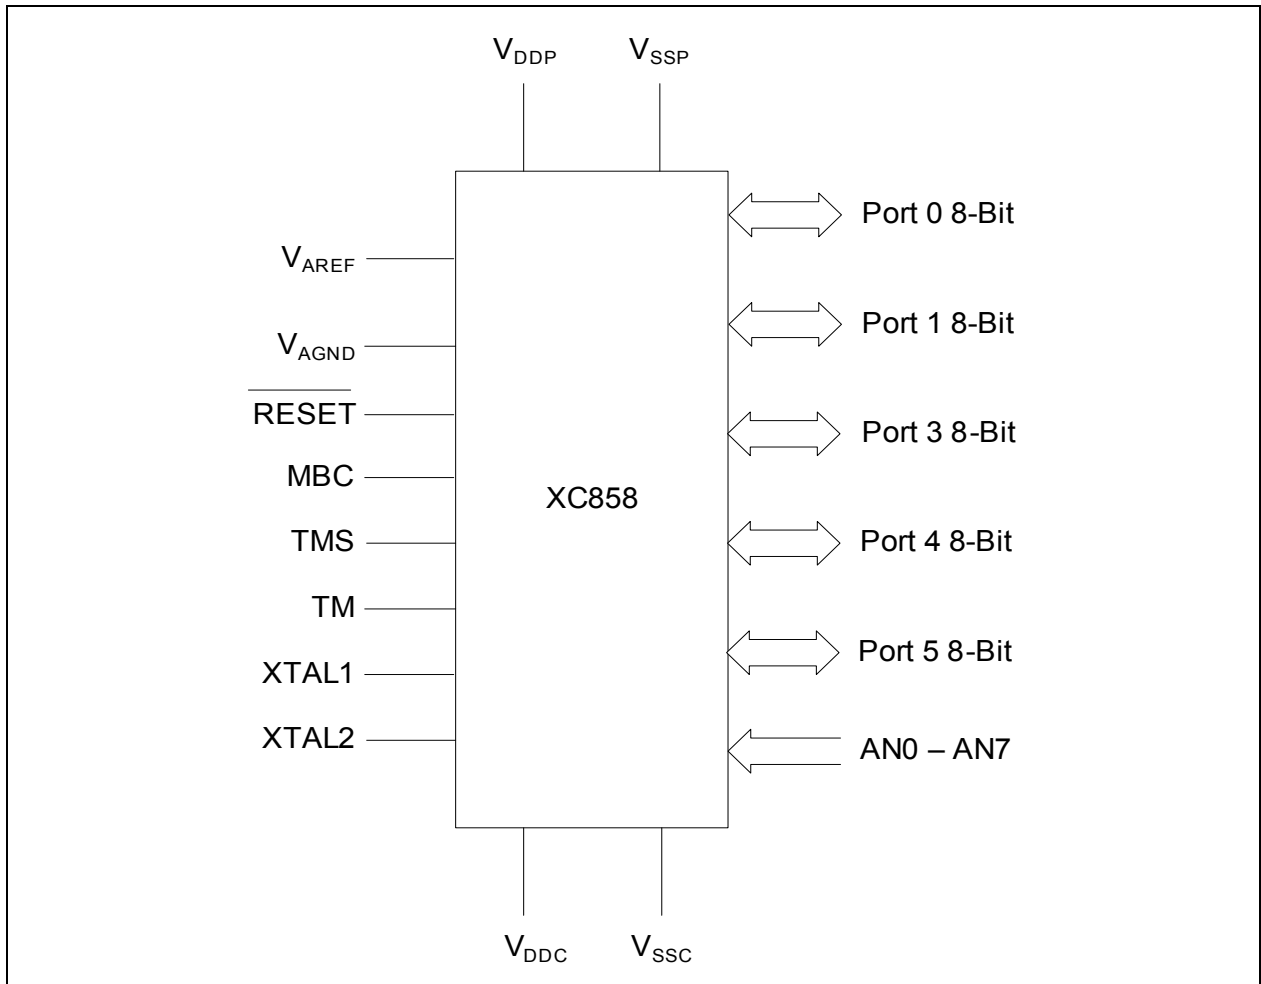 VDDP VSSP
Port 0 8-Bit
VAREF
Port 1 8-Bit
VAGND
RESET
Port 3 8-Bit
MBC
XC858
TMS
Port 4 8-Bit
TM
Port 5 8-Bit
XTAL1
XTAL2
AN0 – AN7
VDDC VSSC